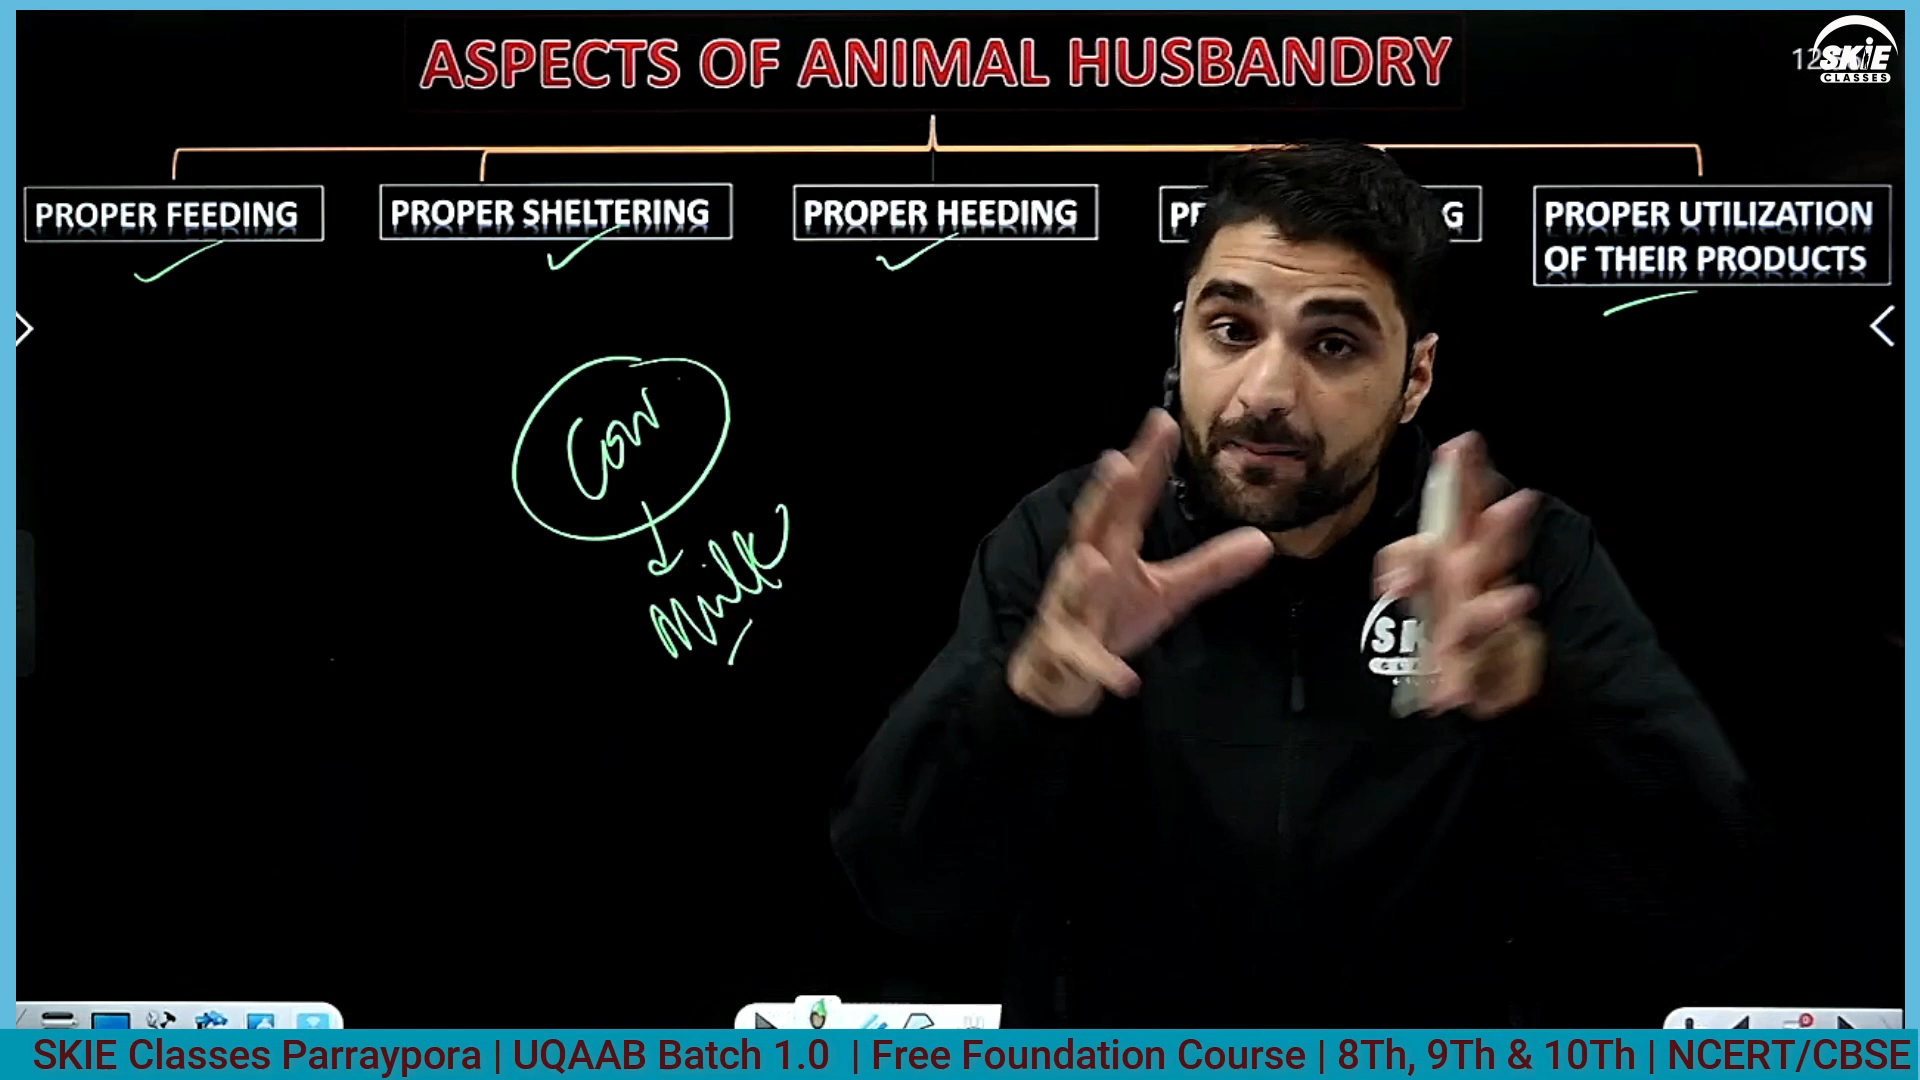 ASPECTS OF ANIMAL HUSBANDRY
SKiE
CLASSES
PROPER FEEDING
PROPER SHELTERING
PROPER HEEDING
PROPER UTILIZATION
OF THEIR PRODUCTS
Cow
Milk
SKIE Classes Parraypora | UQAAB Batch 1.0 | Free Foundation Course | 8Th, 9Th & 10Th | NCERT/CBSE